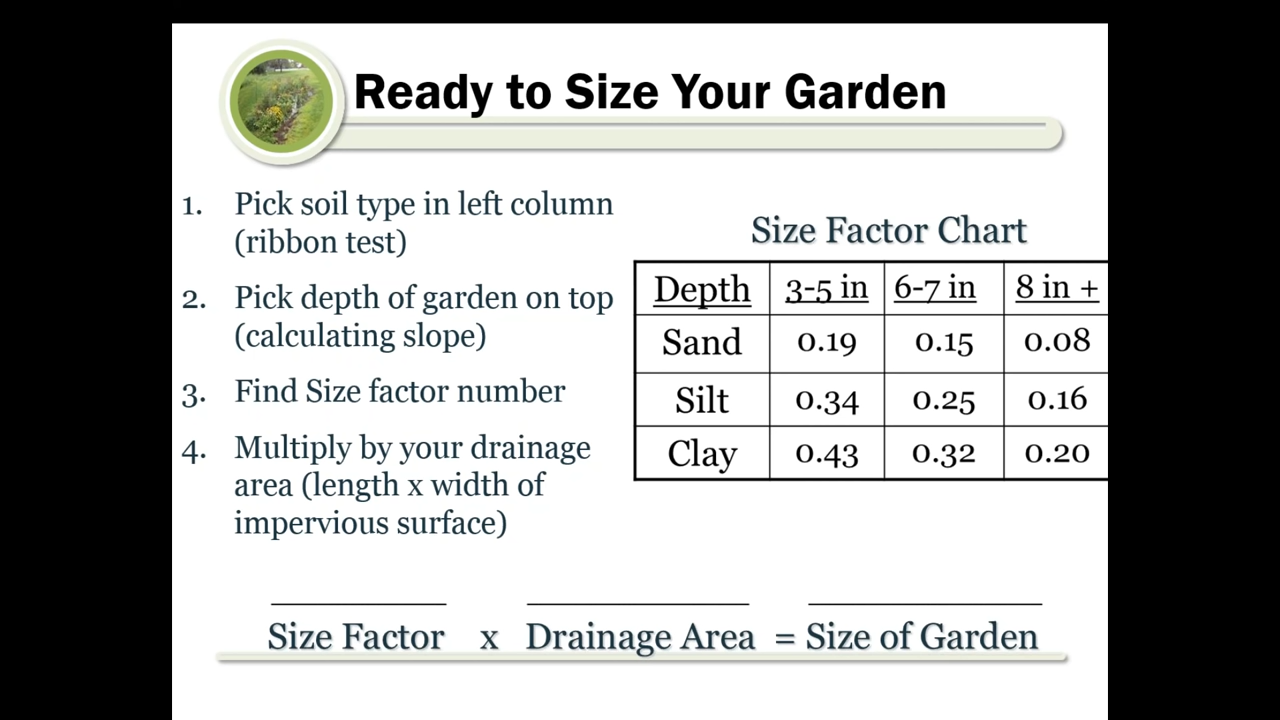 Ready to Size Your Garden
1. Pick soil type in left column
(ribbon test)
2. Pick depth of garden on top
(calculating slope)
3. Find Size factor number
4. Multiply by your drainage
area (length x width of
impervious surface)
Size Factor Chart
Depth 3-5 in 6-7 in 8 in +
Sand 0.19 0.15 0.08
Silt 0.34 0.25 0.16
Clay 0.43 0.32 0.20
Size Factor x Drainage Area = Size of Garden